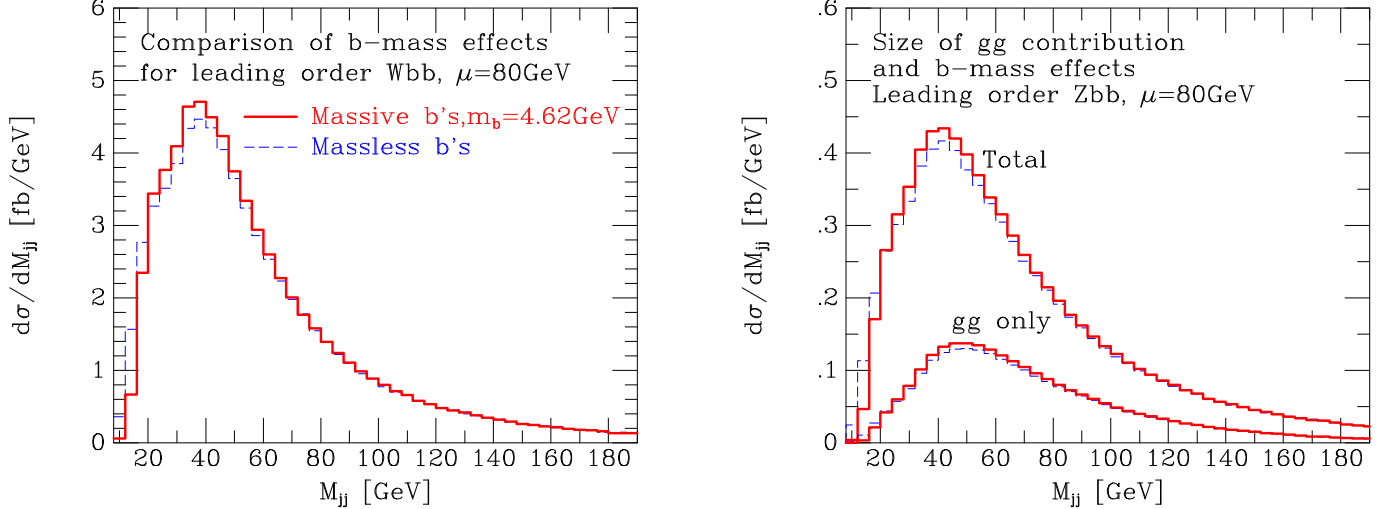 Comparison of b-mass effects
for leading order Wbb, μ=80GeV
Massive b's,m_b=4.62GeV
Massless b's
dσ/dM_jj [fb/GeV]
6
5
4
3
2
1
0
20 40 60 80 100 120 140 160 180
M_jj [GeV]
Size of gg contribution
and b-mass effects
Leading order Zbb, μ=80GeV
Total
gg only
dσ/dM_jj [fb/GeV]
.6
.5
.4
.3
.2
.1
0
20 40 60 80 100 120 140 160 180
M_jj [GeV]